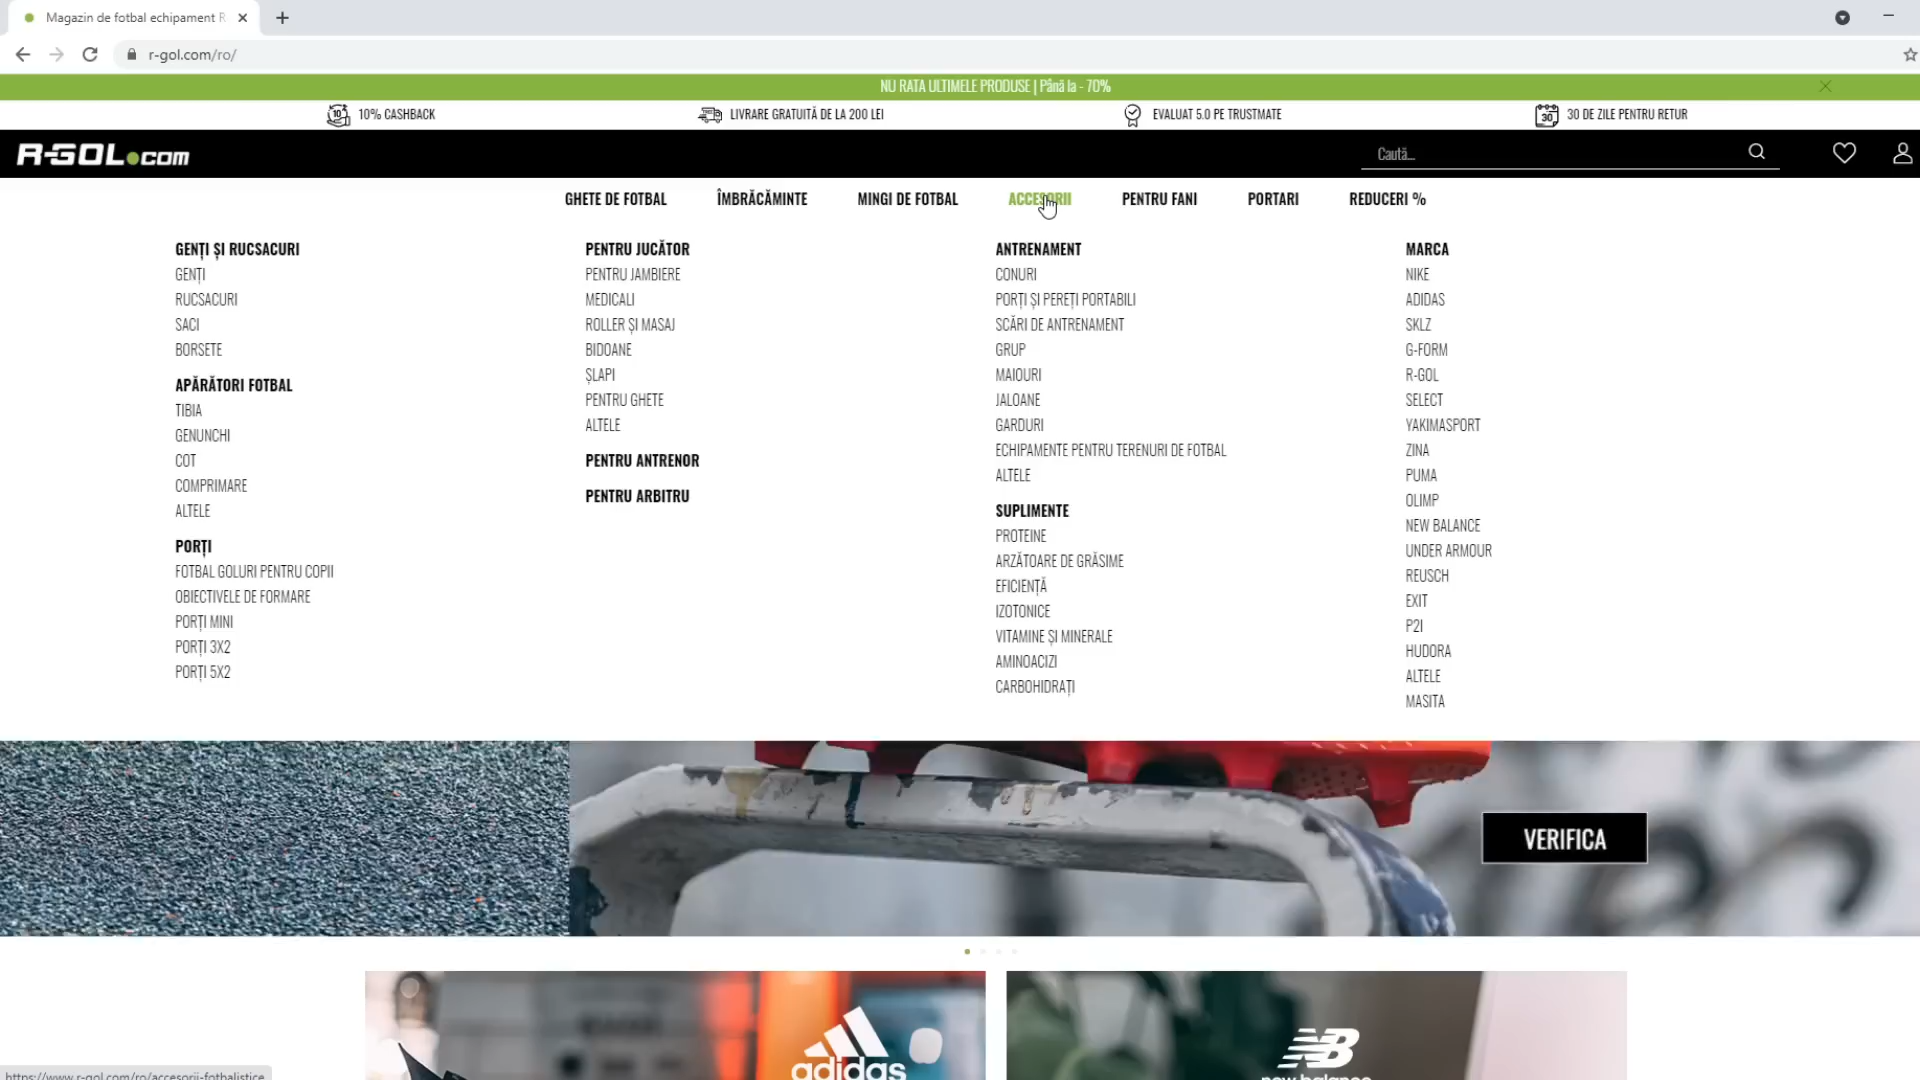 Magazin de fotbal echipament R
r-gol.com/ro/
NU RATA ULTIMELE PRODUSE | Până la - 70%
10% CASHBACK
LIVRARE GRATUITĂ DE LA 200 LEI
EVALUAT 5.0 PE TRUSTMATE
30 DE ZILE PENTRU RETUR
R-GOL.COM
Caută...
GHETE DE FOTBAL
ÎMBRĂCĂMINTE
MINGI DE FOTBAL
ACCESORII
PENTRU FANI
PORTARI
REDUCERI %
GENȚI ȘI RUCSACURI
GENȚI
RUCSACURI
SACI
BORSETE
APĂRĂTORI FOTBAL
TIBIA
GENUNCHI
COT
COMPRIMARE
ALTELE
PORȚI
FOTBAL GOLURI PENTRU COPII
OBIECTIVELE DE FORMARE
PORȚI MINI
PORȚI 3X2
PORȚI 5X2
PENTRU JUCĂTOR
PENTRU JAMBIERE
MEDICALI
ROLLER ȘI MASAJ
BIDOANE
ȘLAPI
PENTRU GHETE
ALTELE
PENTRU ANTRENOR
PENTRU ARBITRU
ANTRENAMENT
CONURI
PORȚI ȘI PEREȚI PORTABILI
SCĂRI DE ANTRENAMENT
GRUP
MAIOURI
JALOANE
GARDURI
ECHIPAMENTE PENTRU TERENURI DE FOTBAL
ALTELE
SUPLIMENTE
PROTEINE
ARZĂTOARE DE GRĂSIME
EFICIENȚĂ
IZOTONICE
VITAMINE ȘI MINERALE
AMINOACIZI
CARBOHIDRAȚI
MARCA
NIKE
ADIDAS
SKLZ
G-FORM
R-GOL
SELECT
YAKIMASPORT
ZINA
PUMA
OLIMP
NEW BALANCE
UNDER ARMOUR
REUSCH
EXIT
P2I
HUDORA
ALTELE
MASITA
VERIFICA
adidas
NB
new balance
https://www.r-gol.com/ro/accesorii-fotbalistice